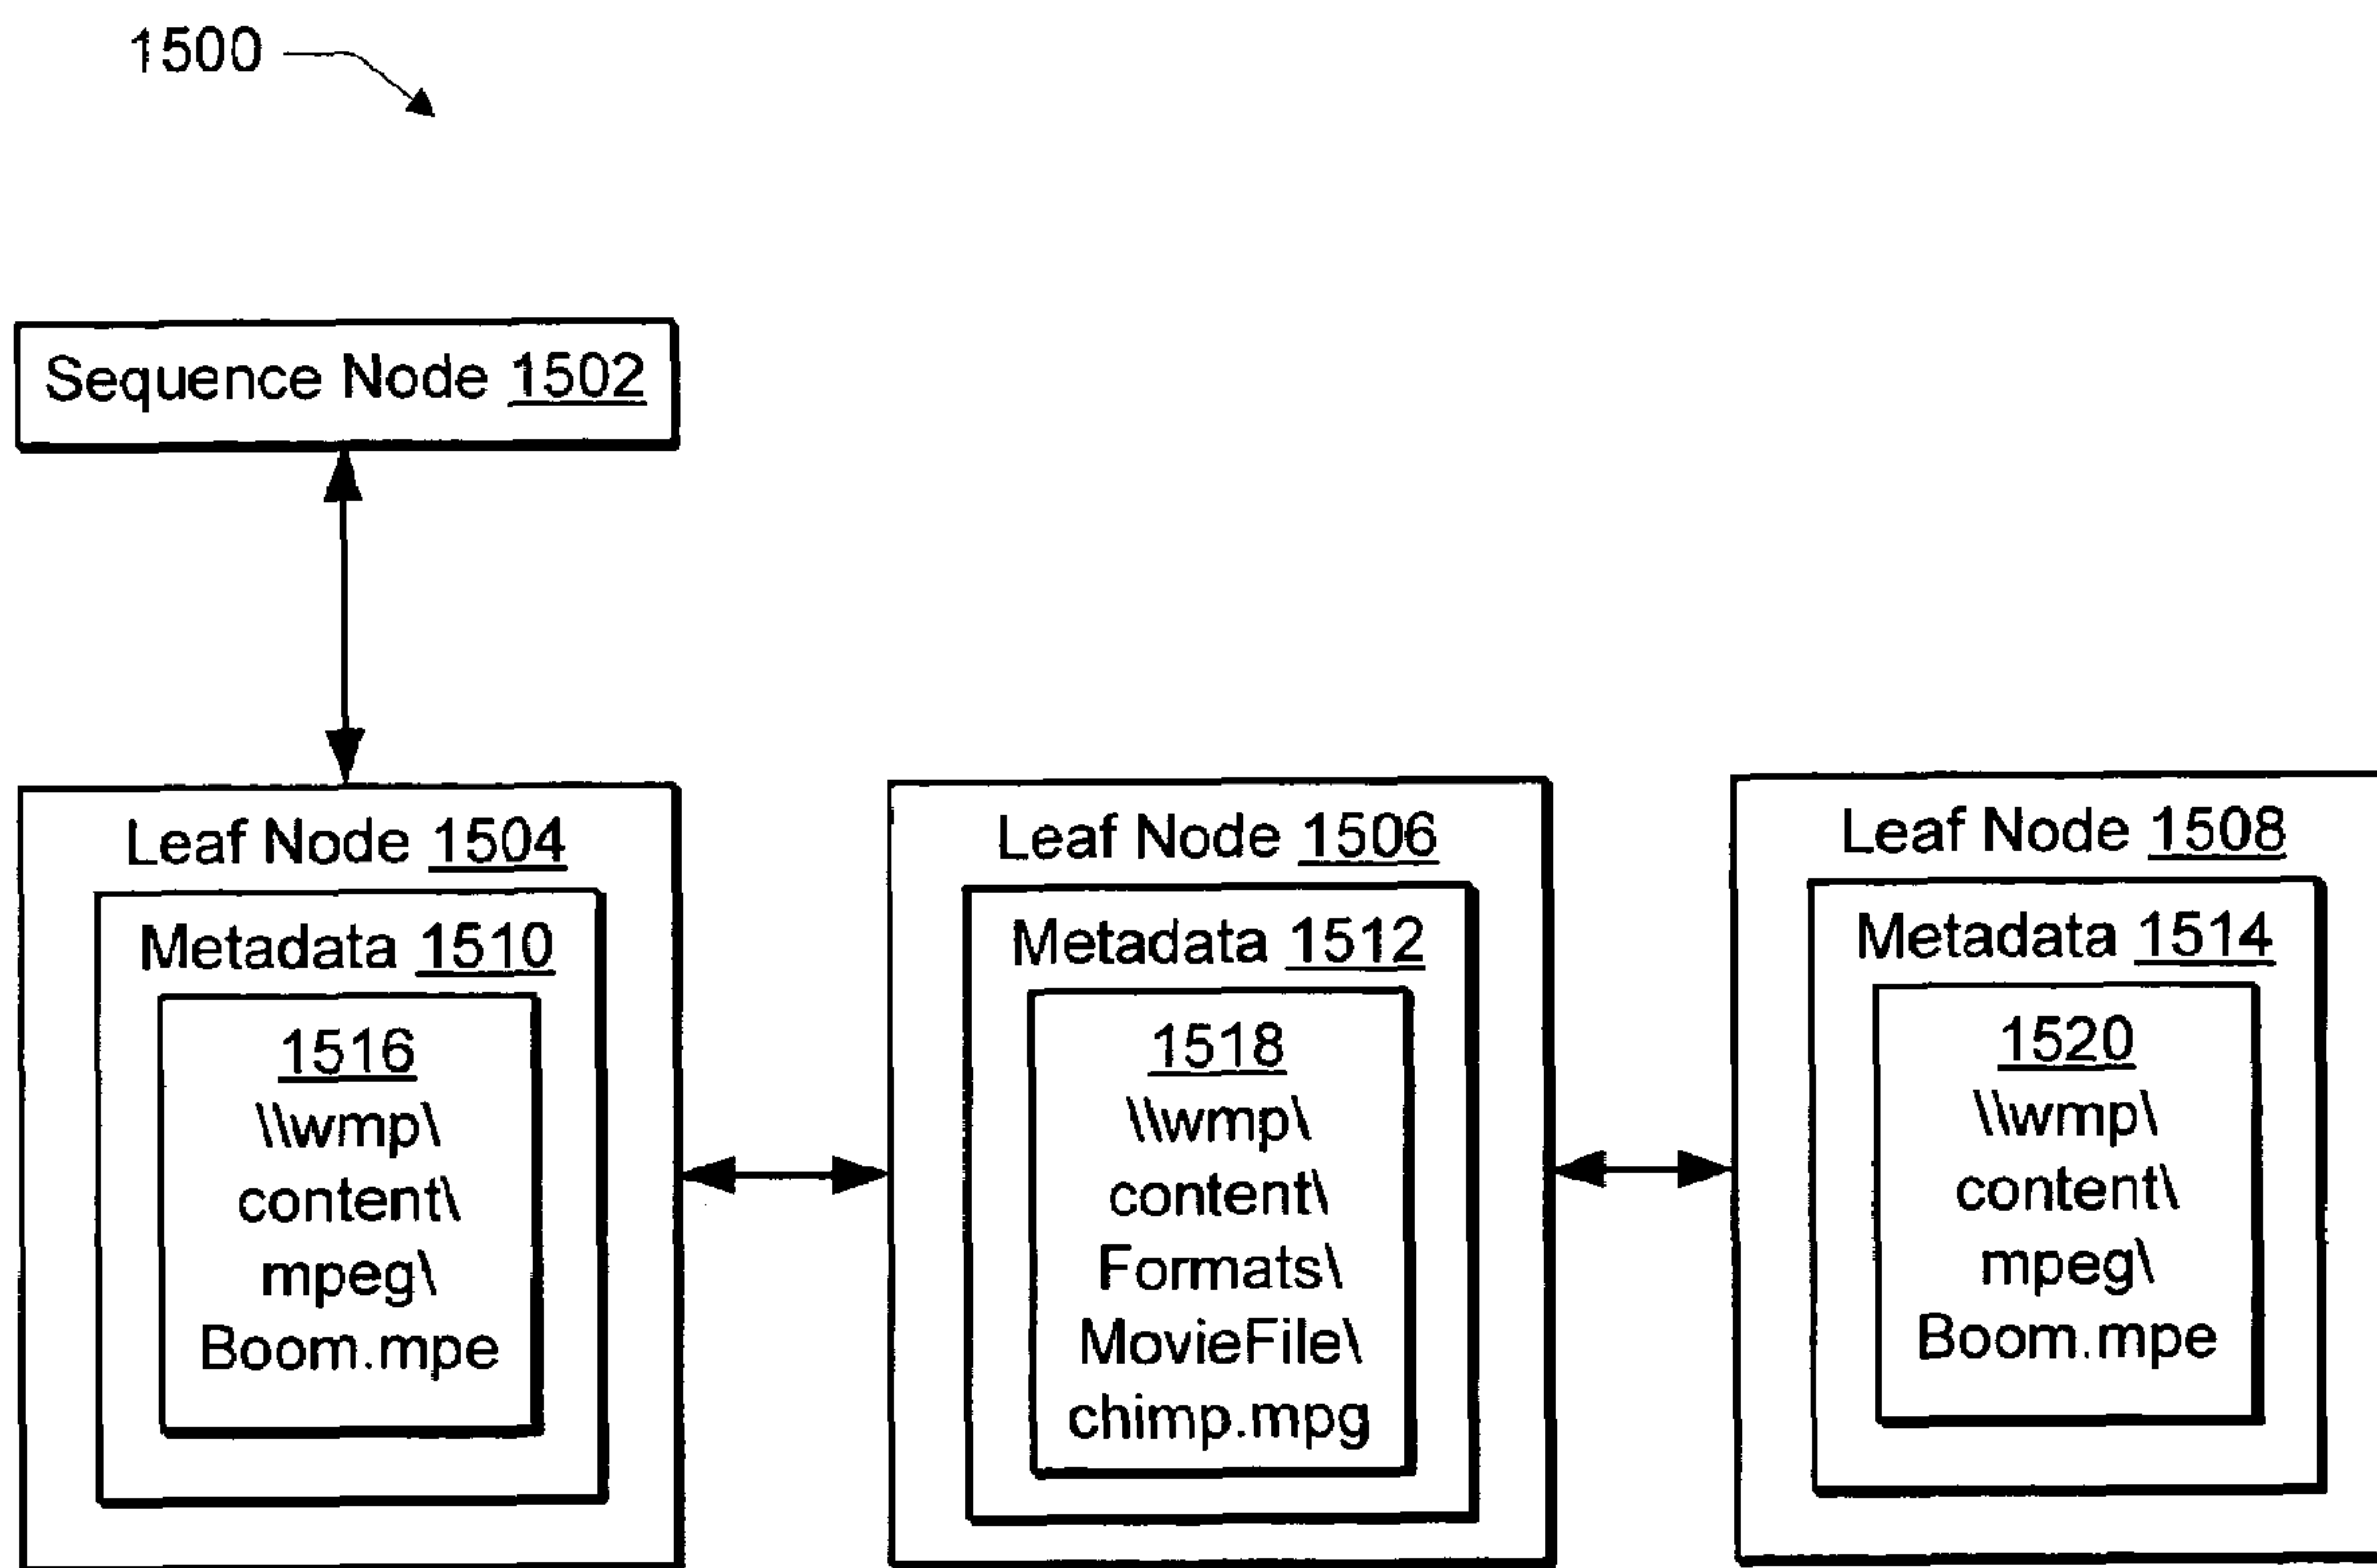 1500
Sequence Node 1502
Leaf Node 1504
Metadata 1510
1516
\\wmp\
content\
mpeg\
Boom.mpe
Leaf Node 1506
Metadata 1512
1518
\\wmp\
content\
Formats\
MovieFile\
chimp.mpg
Leaf Node 1508
Metadata 1514
1520
\\wmp\
content\
mpeg\
Boom.mpe